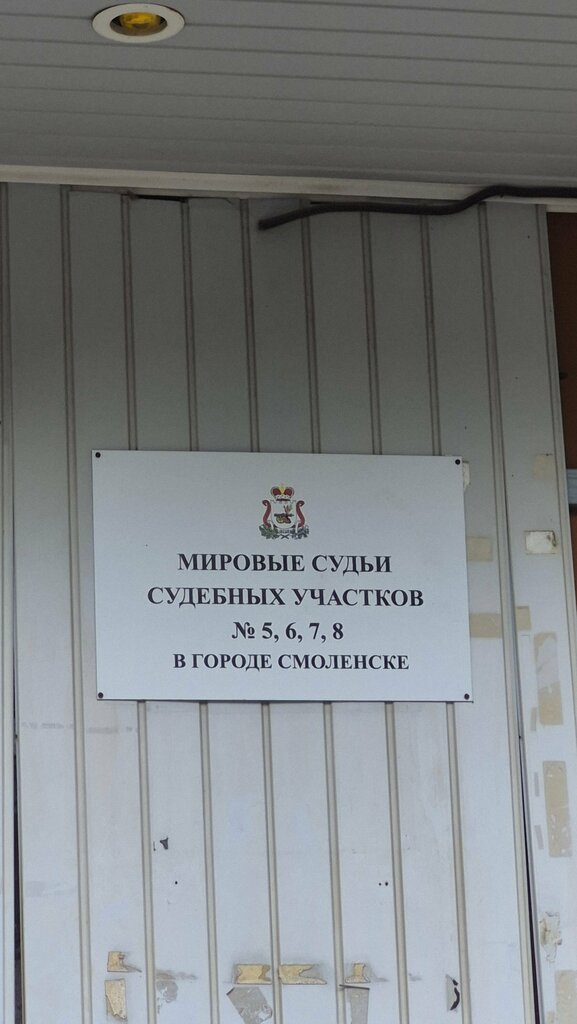 МИРОВЫЕ СУДЬИ
СУДЕБНЫХ УЧАСТКОВ
№ 5, 6, 7, 8
В ГОРОДЕ СМОЛЕНСКЕ